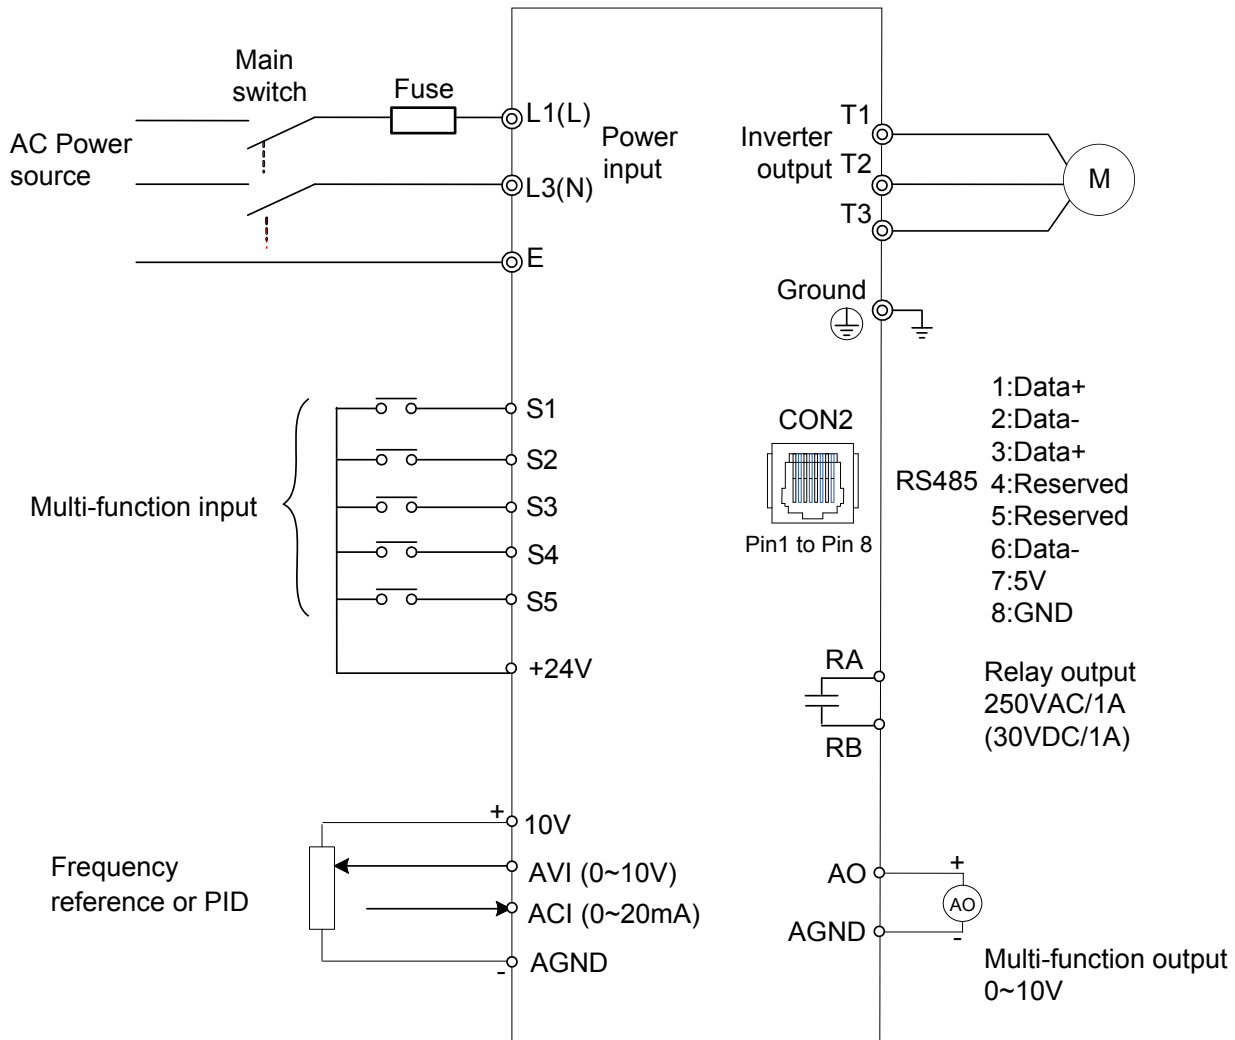 Main
switch
Fuse
AC Power
source
L1(L)
L3(N)
E
Power
input
Inverter
output
T1
T2
T3
M
Ground
Multi-function input
S1
S2
S3
S4
S5
+24V
CON2
Pin1 to Pin 8
RS485
1:Data+
2:Data-
3:Data+
4:Reserved
5:Reserved
6:Data-
7:5V
8:GND
RA
RB
Relay output
250VAC/1A
(30VDC/1A)
Frequency
reference or PID
+
10V
AVI (0~10V)
ACI (0~20mA)
- AGND
AO
AGND
+
AO
-
Multi-function output
0~10V